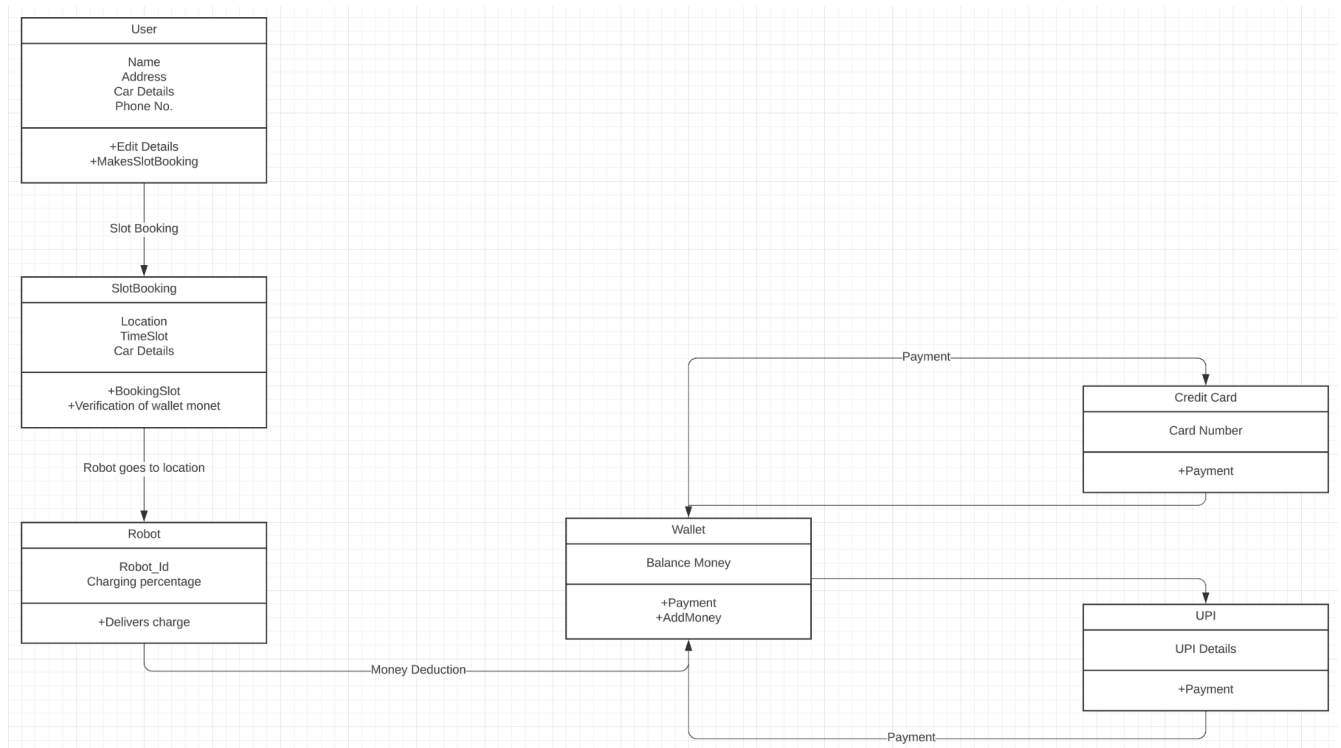 User
Name
Address
Car Details
Phone No.
+Edit Details
+MakesSlotBooking
Slot Booking
SlotBooking
Location
TimeSlot
Car Details
+BookingSlot
+Verification of wallet monet
Robot goes to location
Robot
Robot_Id
Charging percentage
+Delivers charge
Money Deduction
Wallet
Balance Money
+Payment
+AddMoney
Payment
Credit Card
Card Number
+Payment
UPI
UPI Details
+Payment
Payment